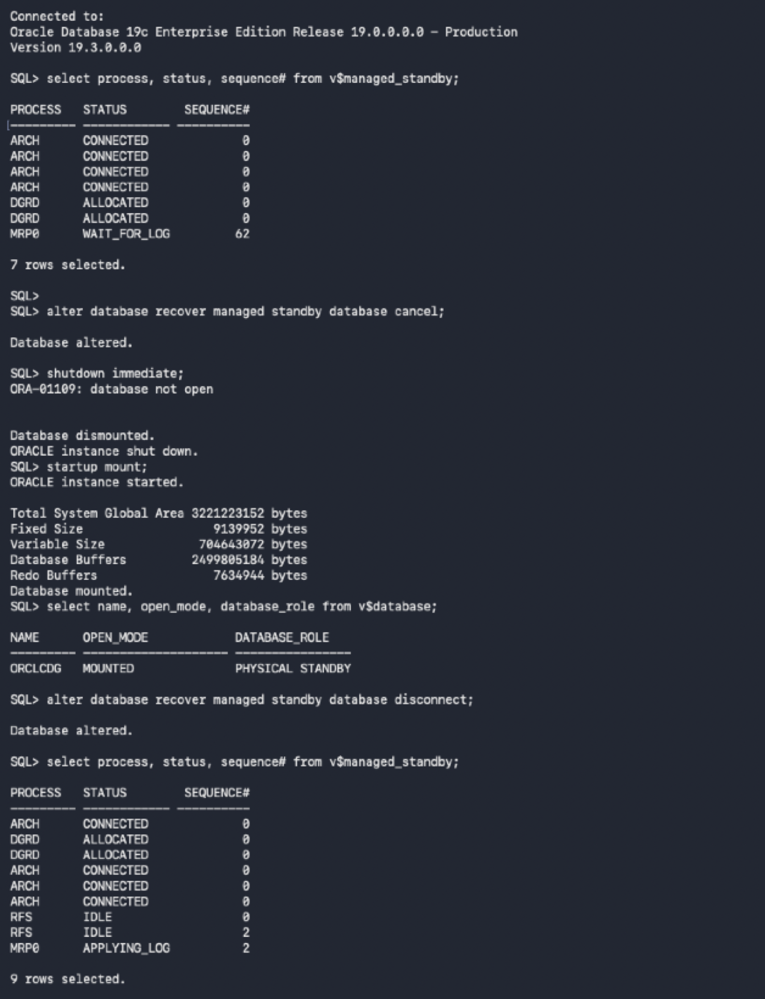 Connected to:
Oracle Database 19c Enterprise Edition Release 19.0.0.0.0 – Production
Version 19.3.0.0.0
SQL> select process, status, sequence# from v$managed_standby;
PROCESS   STATUS        SEQUENCE#
[--------- ------------ ----------
ARCH      CONNECTED             0
ARCH      CONNECTED             0
ARCH      CONNECTED             0
ARCH      CONNECTED             0
DGRD      ALLOCATED             0
DGRD      ALLOCATED             0
MRP0      WAIT_FOR_LOG         62
7 rows selected.
SQL>
SQL> alter database recover managed standby database cancel;
Database altered.
SQL> shutdown immediate;
ORA-01109: database not open
Database dismounted.
ORACLE instance shut down.
SQL> startup mount;
ORACLE instance started.
Total System Global Area 3221223152 bytes
Fixed Size                  9139952 bytes
Variable Size             704643072 bytes
Database Buffers         2499805184 bytes
Redo Buffers                7634944 bytes
Database mounted.
SQL> select name, open_mode, database_role from v$database;
NAME      OPEN_MODE            DATABASE_ROLE
--------- -------------------- ----------------
ORCLCDG   MOUNTED              PHYSICAL STANDBY
SQL> alter database recover managed standby database disconnect;
Database altered.
SQL> select process, status, sequence# from v$managed_standby;
PROCESS   STATUS        SEQUENCE#
--------- ------------ ----------
ARCH      CONNECTED             0
DGRD      ALLOCATED             0
DGRD      ALLOCATED             0
ARCH      CONNECTED             0
ARCH      CONNECTED             0
ARCH      CONNECTED             0
RFS       IDLE                  0
RFS       IDLE                  2
MRP0      APPLYING_LOG          2
9 rows selected.